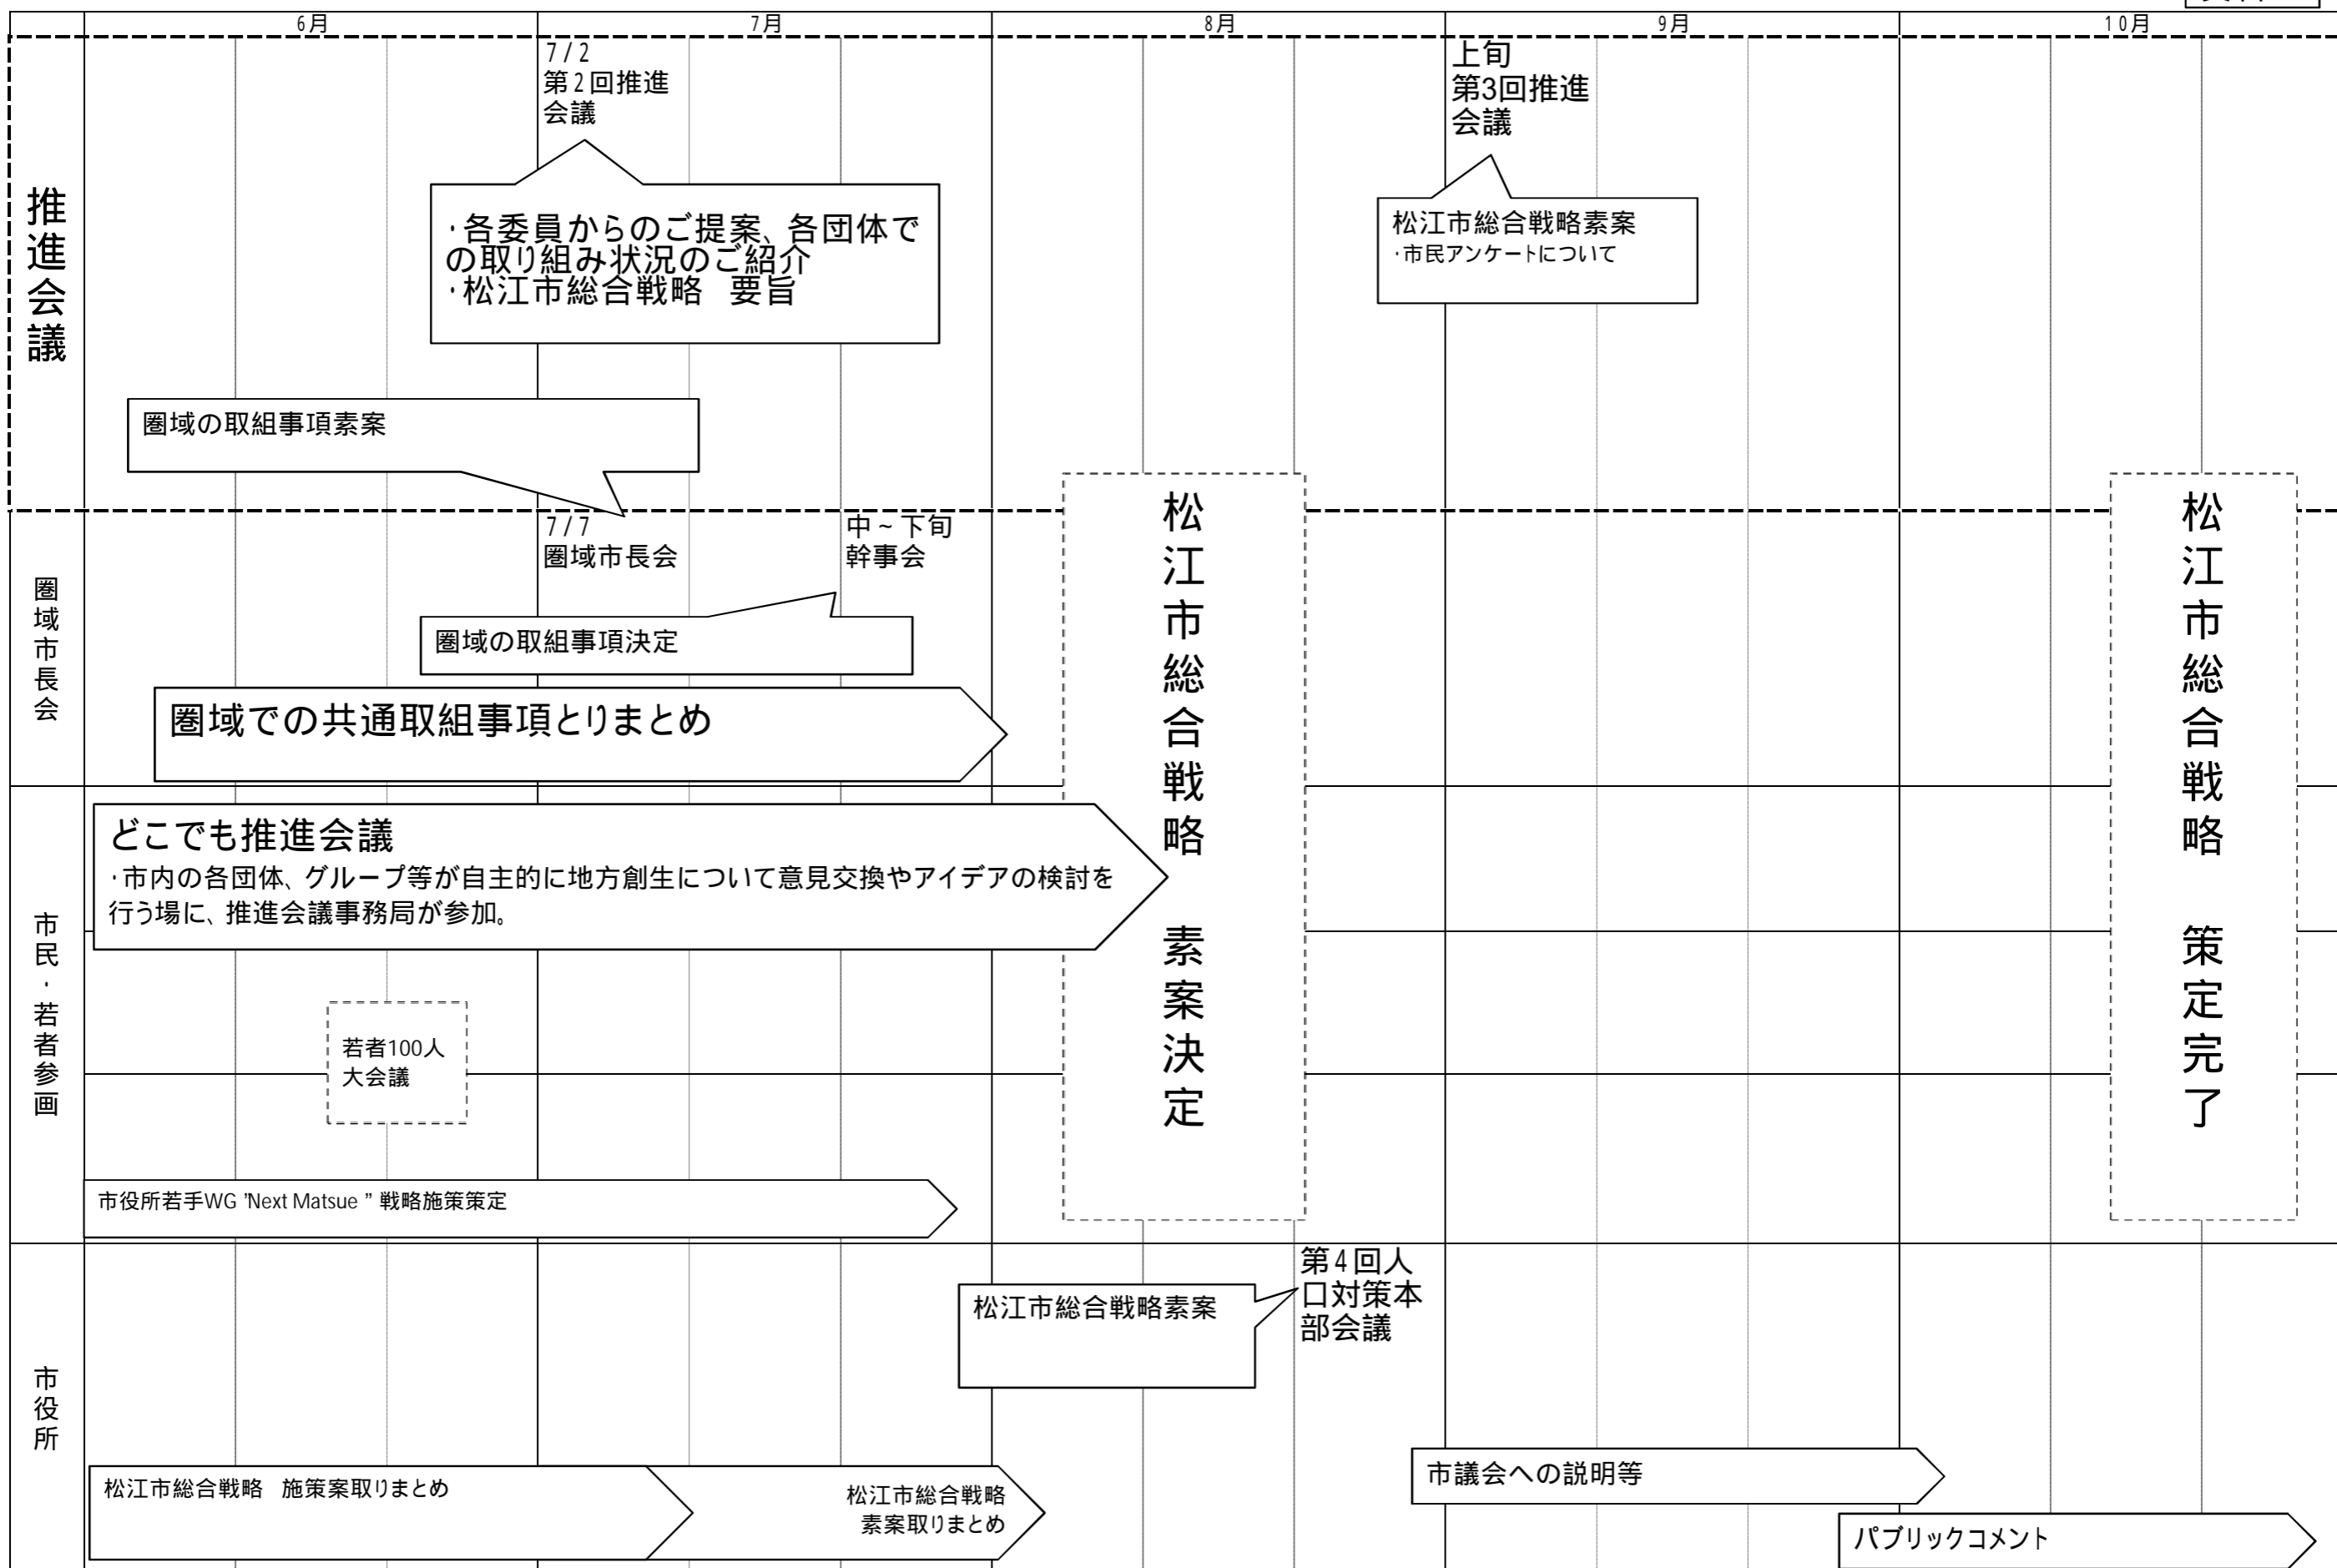 6月
7月
8月
9月
10月
推進会議
7/2
第2回推進
会議
上旬
第3回推進
会議
・各委員からのご提案、各団体で
の取り組み状況のご紹介
・松江市総合戦略 要旨
松江市総合戦略素案
・市民アンケートについて
圏域の取組事項素案
圏域市長会
7/7
圏域市長会
中~下旬
幹事会
圏域の取組事項決定
圏域での共通取組事項とりまとめ
松江市総合戦略 素案決定
松江市総合戦略 策定完了
市民・若者参画
どこでも推進会議
・市内の各団体、グループ等が自主的に地方創生について意見交換やアイデアの検討を
行う場に、推進会議事務局が参加。
若者100人
大会議
市役所若手WG ”Next Matsue ” 戦略施策策定
市役所
松江市総合戦略素案
第4回人
口対策本
部会議
松江市総合戦略 施策案取りまとめ
松江市総合戦略
素案取りまとめ
市議会への説明等
パブリックコメント